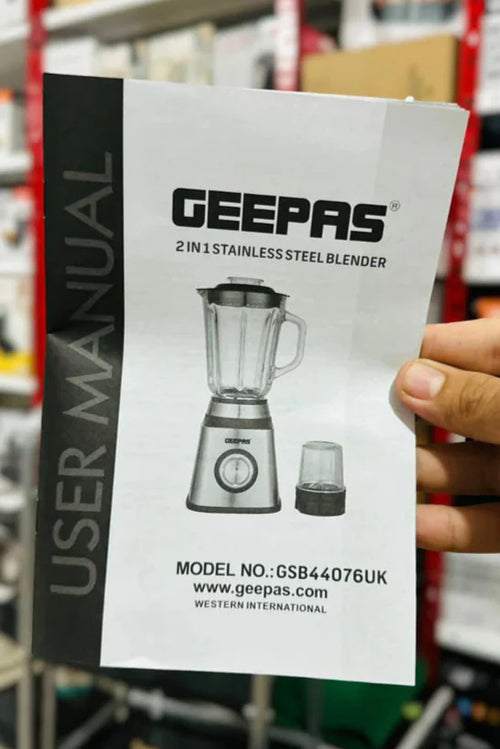 USER MANUAL
GEEPAS®
2 IN 1 STAINLESS STEEL BLENDER
GEEPAS
MODEL NO.:GSB44076UK
www.geepas.com
WESTERN INTERNATIONAL